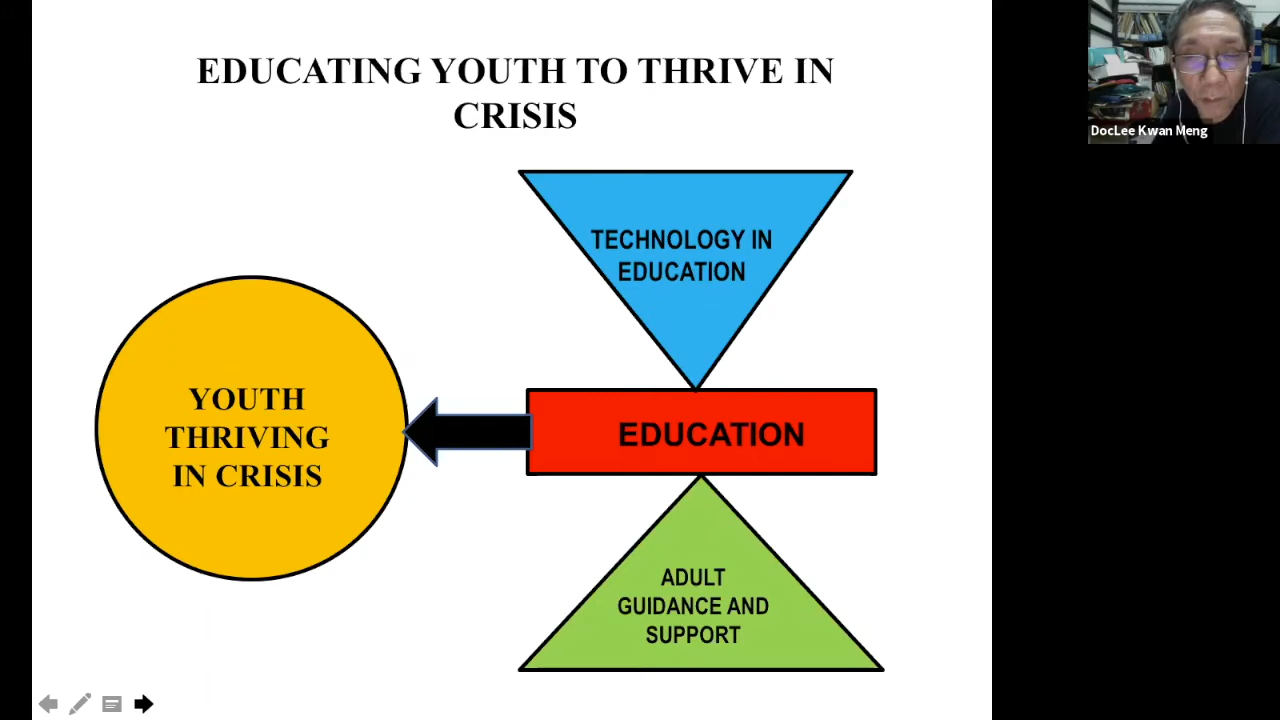 EDUCATING YOUTH TO THRIVE IN
CRISIS
DocLee Kwan Meng
TECHNOLOGY IN
EDUCATION
YOUTH
THRIVING
IN CRISIS
EDUCATION
ADULT
GUIDANCE AND
SUPPORT